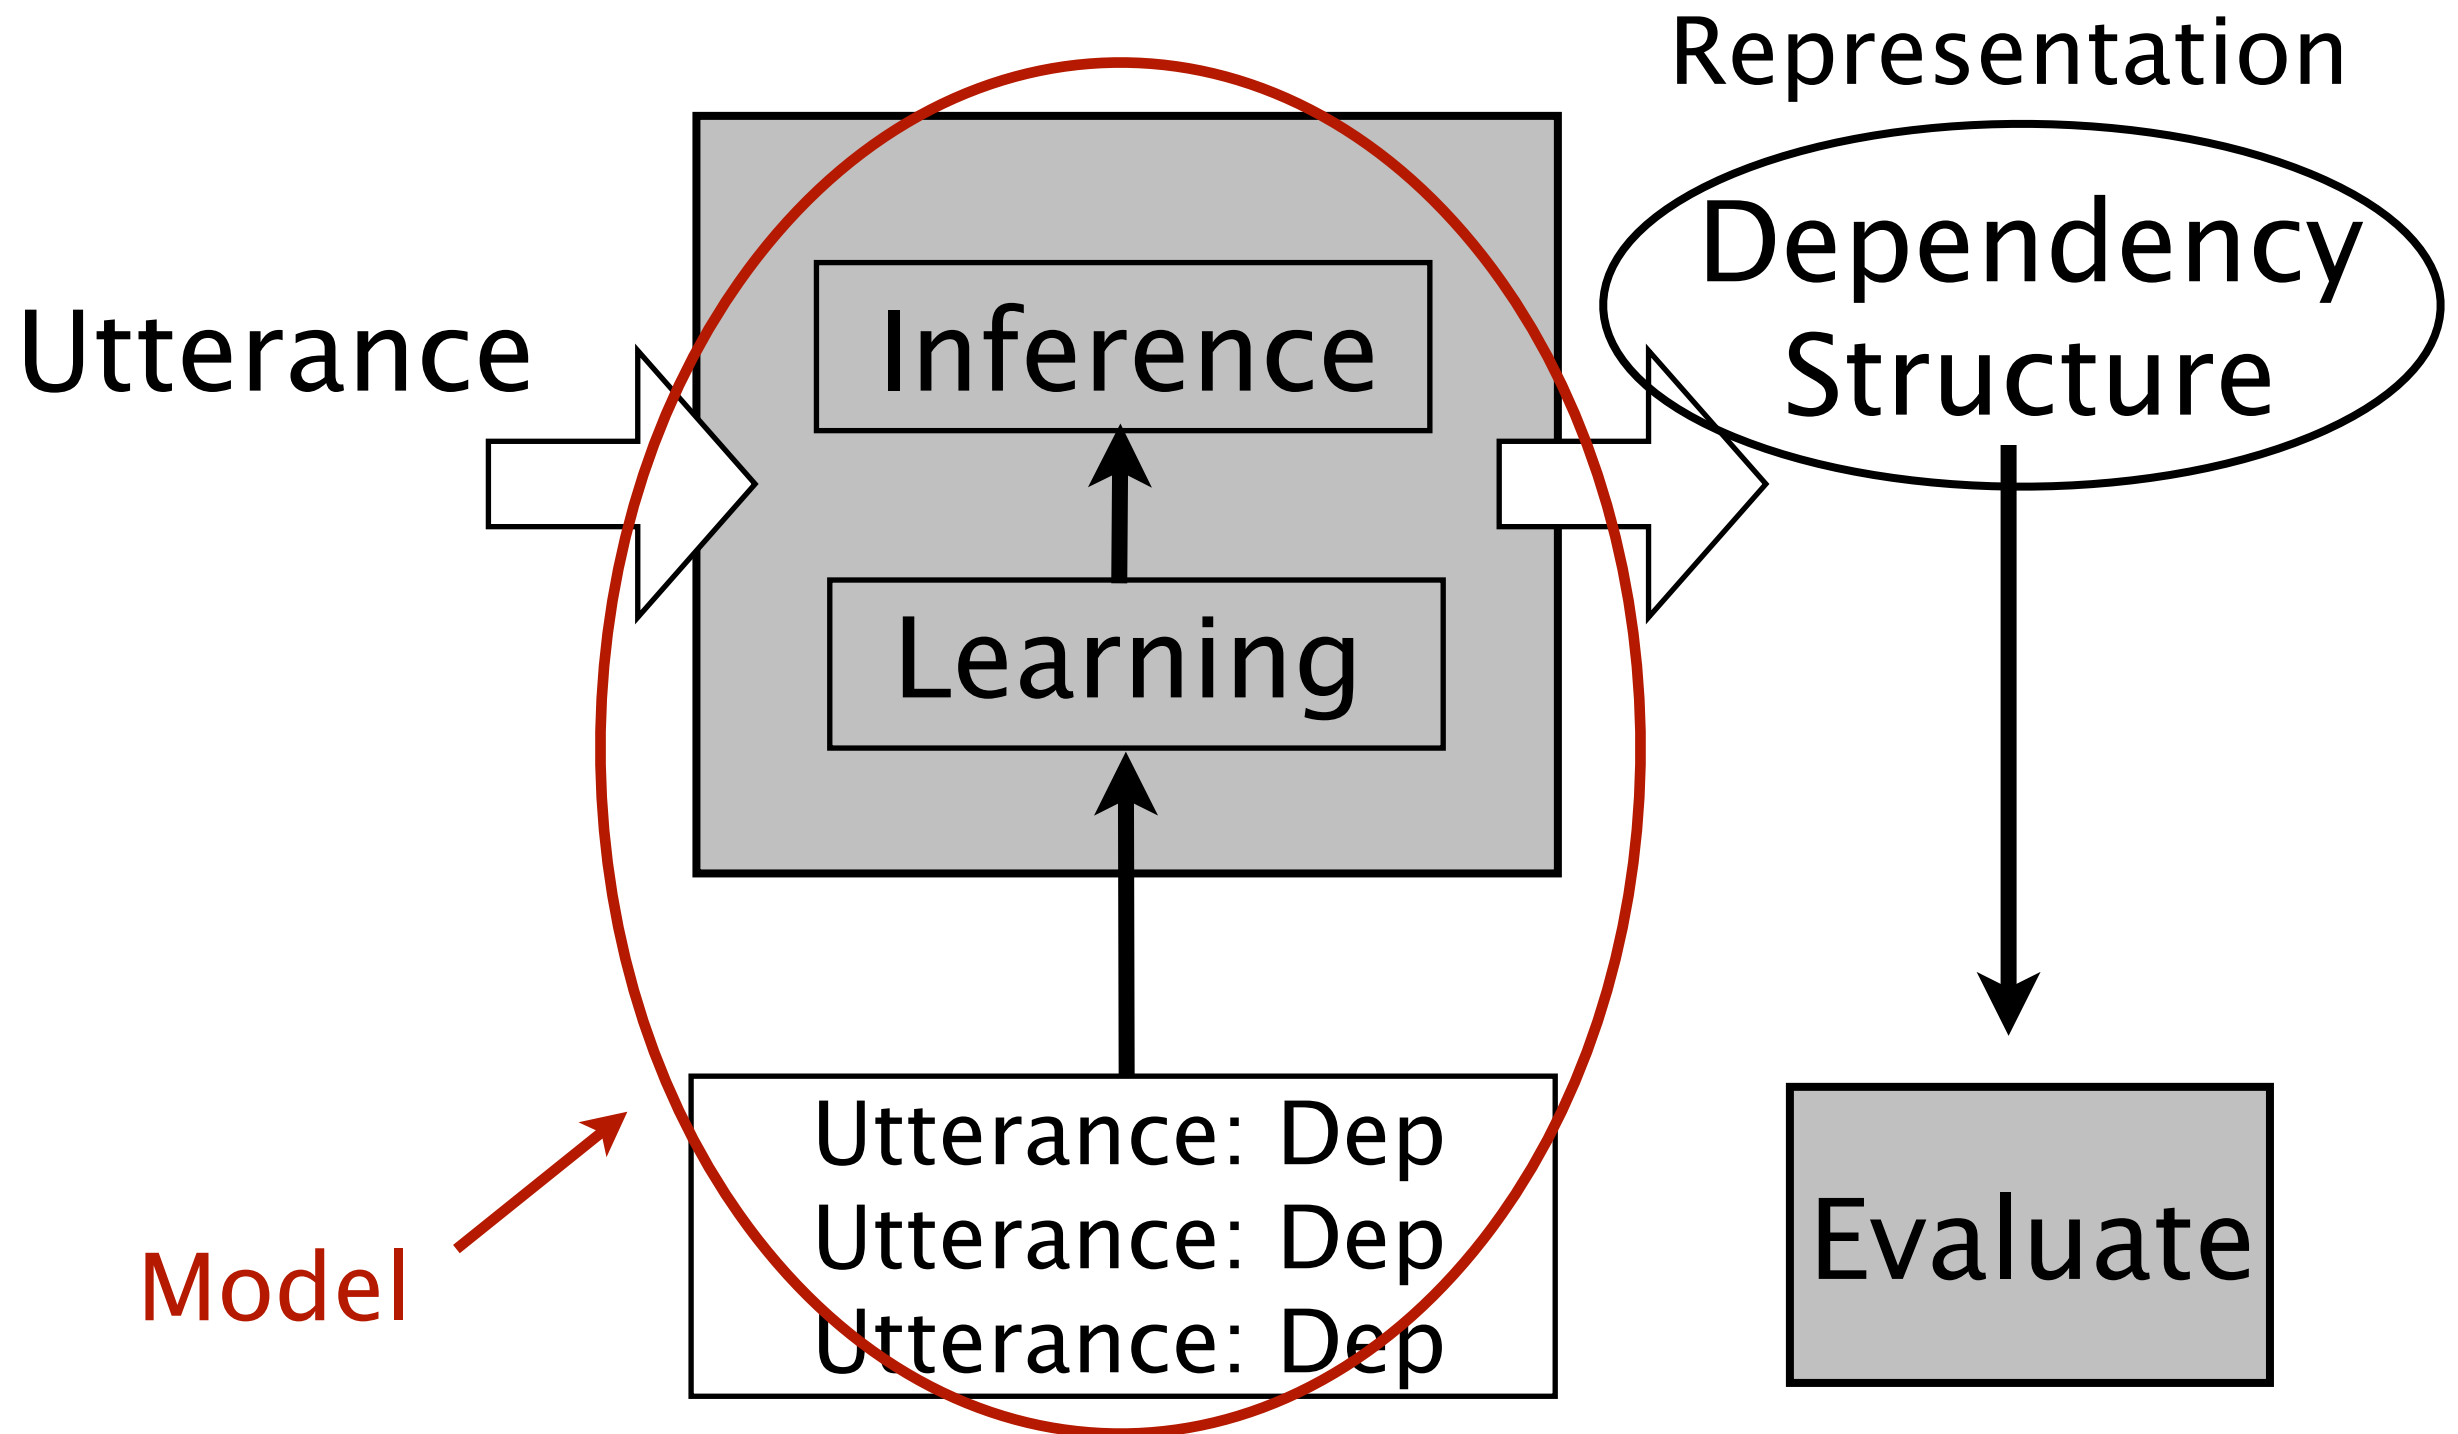 Representation
Utterance
Inference
Dependency
Structure
Learning
Utterance: Dep
Utterance: Dep
Utterance: Dep
Model
Evaluate